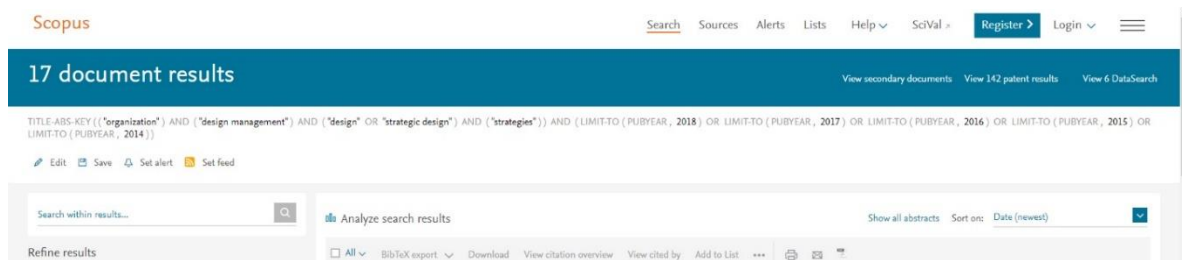 Scopus
Search Sources Alerts Lists Help SciVal Register > Login
17 document results
View secondary documents View 142 patent results View 6 DataSearch
TITLE-ABS-KEY(("organization") AND ("design management") AND ("design" OR "strategic design") AND ("strategies")) AND (LIMIT-TO (PUBYEAR, 2018) OR LIMIT-TO (PUBYEAR, 2017) OR LIMIT-TO (PUBYEAR, 2016) OR LIMIT-TO (PUBYEAR, 2015) OR
LIMIT-TO (PUBYEAR, 2014))
Edit Save Set alert Set feed
Search within results...
Analyze search results
Show all abstracts Sort on: Date (newest)
Refine results
All BibTeX export Download View citation overview View cited by Add to List •••